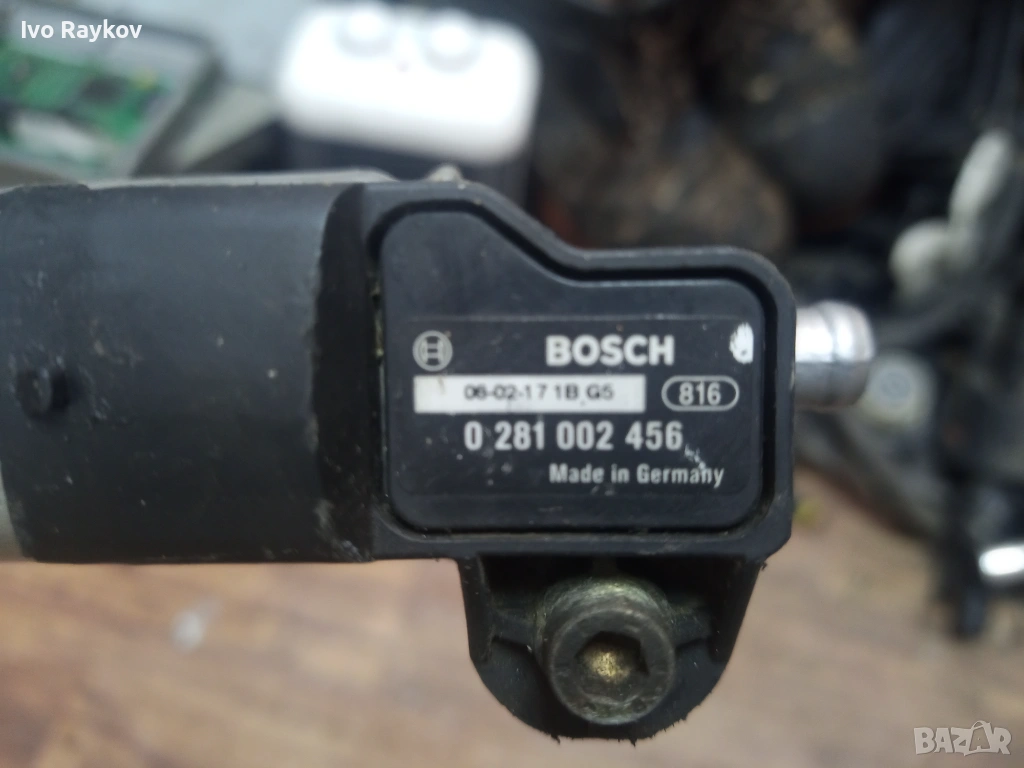 Ivo Raykov
BOSCH
06-02-17 1B G5
816
0 281 002 456
Made in Germany
BAZAR